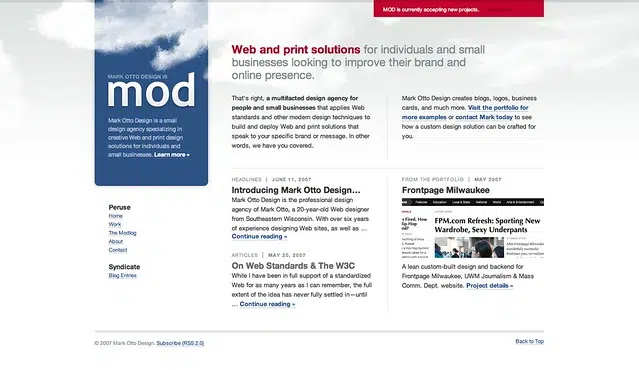 MOD is currently accepting new projects.
MARK OTTO DESIGN IS
mod
Mark Otto Design is a small
design agency specializing in
creative Web and print design
solutions for individuals and
small businesses. Learn more »
Peruse
Home
Work
The Modlog
About
Contact
Syndicate
Blog Entries
Web and print solutions for individuals and small
businesses looking to improve their brand and
online presence.
That's right, a multifacted design agency for
people and small businesses that applies Web
standards and other modern design techniques
to build and deploy Web and print solutions that
speak to your specific brand or message. In other
words, we have you covered.
Mark Otto Design creates blogs, logos, business
cards, and much more. Visit the portfolio for
more examples or contact Mark today to see
how a custom design solution can be crafted for
you.
HEADLINES | JUNE 11, 2007
Introducing Mark Otto Design…
Mark Otto Design is the professional design
agency of Mark Otto, a 20-year-old Web designer
from Southeastern Wisconsin. With over six years
of experience designing Web sites, as well as …
Continue reading »
ARTICLES | MAY 20, 2007
On Web Standards & The W3C
While I have been in full support of a standardized
Web for as many years as I can remember, the full
extent of the idea has never fully settled in—until
… Continue reading »
FROM THE PORTFOLIO | MAY 2007
Frontpage Milwaukee
Features Education Local & State National World Arts & Entertainment
FPM.com Refresh: Sporting New
Wardrobe, Sexy Underpants
A lean custom-built design and backend for
Frontpage Milwaukee, UWM Journalism & Mass
Comm. Dept. website. Project details »
© 2007 Mark Otto Design. Subscribe (RSS 2.0)
Back to Top